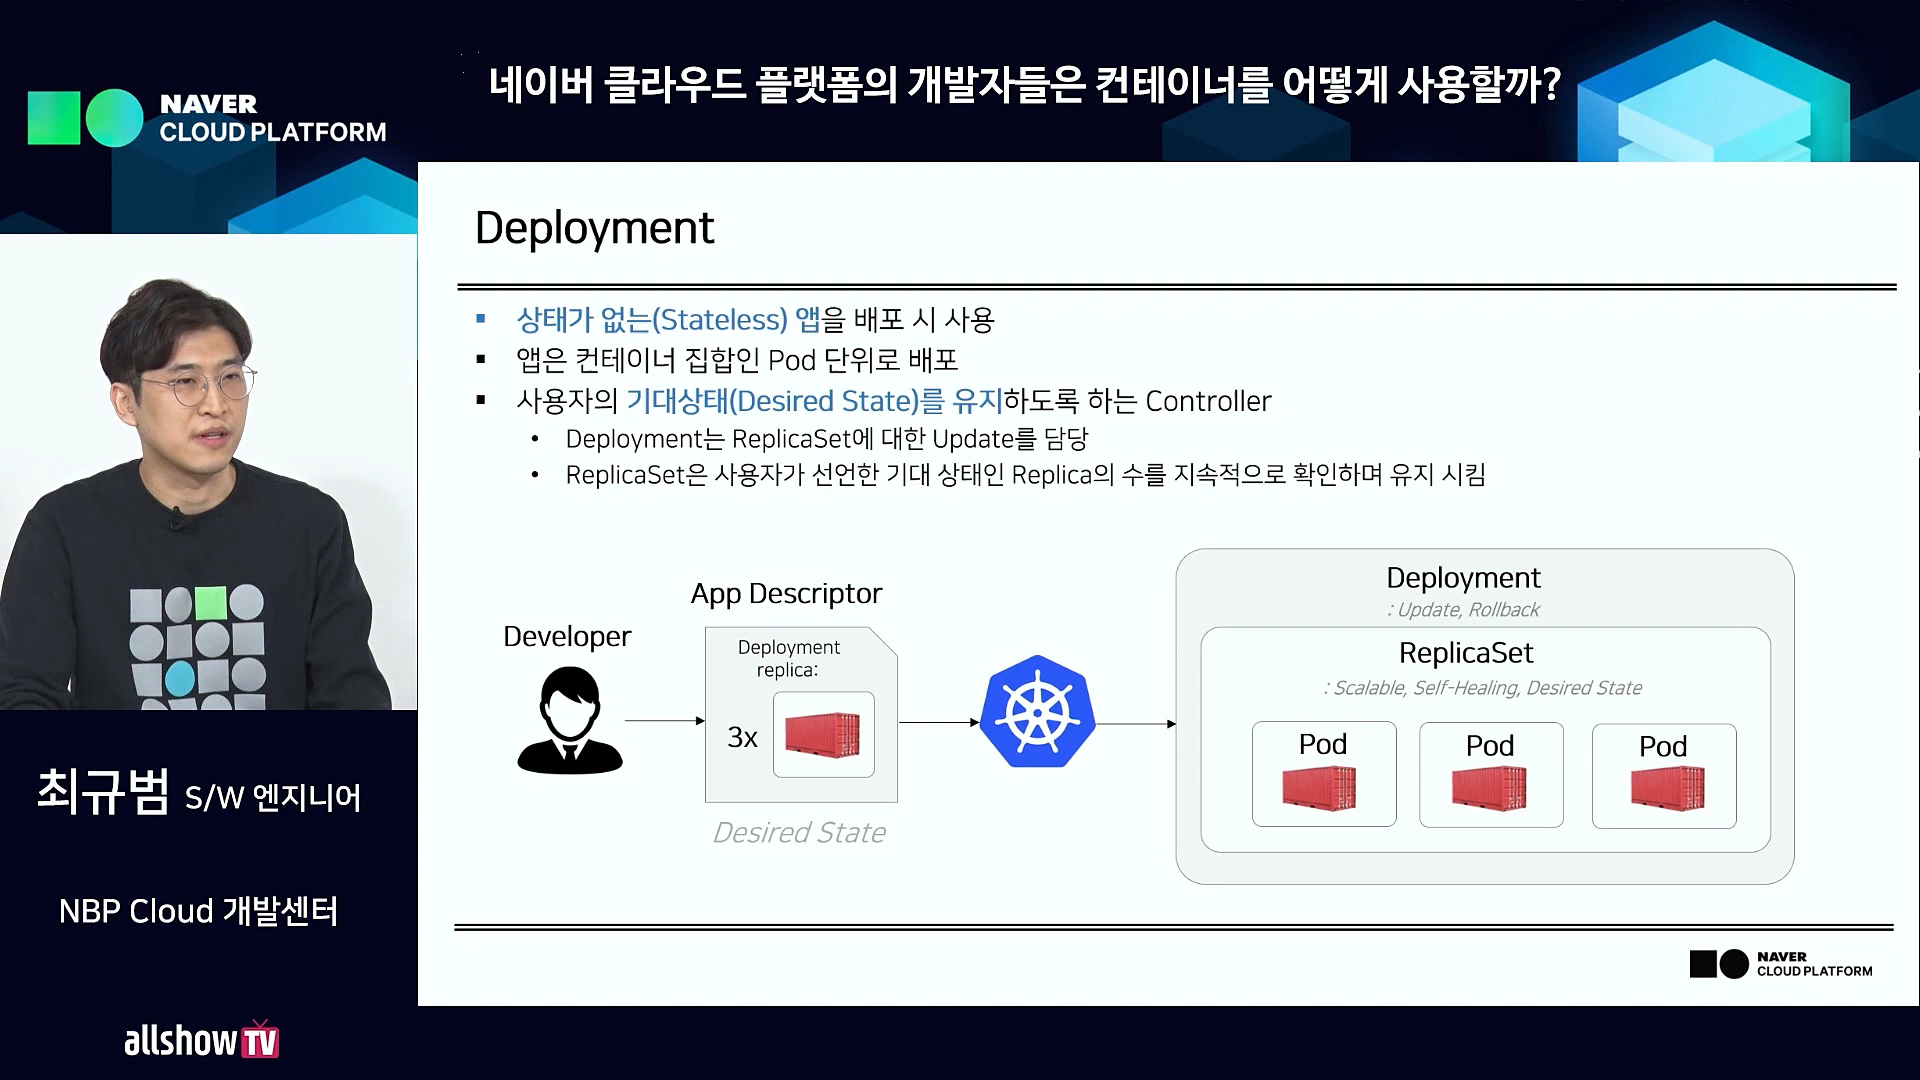 네이버 클라우드 플랫폼의 개발자들은 컨테이너를 어떻게 사용할까?
NAVER
CLOUD PLATFORM
Deployment
▪ 상태가 없는(Stateless) 앱을 배포 시 사용
▪ 앱은 컨테이너 집합인 Pod 단위로 배포
▪ 사용자의 기대상태(Desired State)를 유지하도록 하는 Controller
• Deployment는 ReplicaSet에 대한 Update를 담당
• ReplicaSet은 사용자가 선언한 기대 상태인 Replica의 수를 지속적으로 확인하며 유지 시킴
Developer
App Descriptor
Deployment
replica:
3x
Desired State
Deployment
: Update, Rollback
ReplicaSet
: Scalable, Self-Healing, Desired State
Pod
Pod
Pod
NAVER
CLOUD PLATFORM
최규범 S/W 엔지니어
NBP Cloud 개발센터
allshow TV